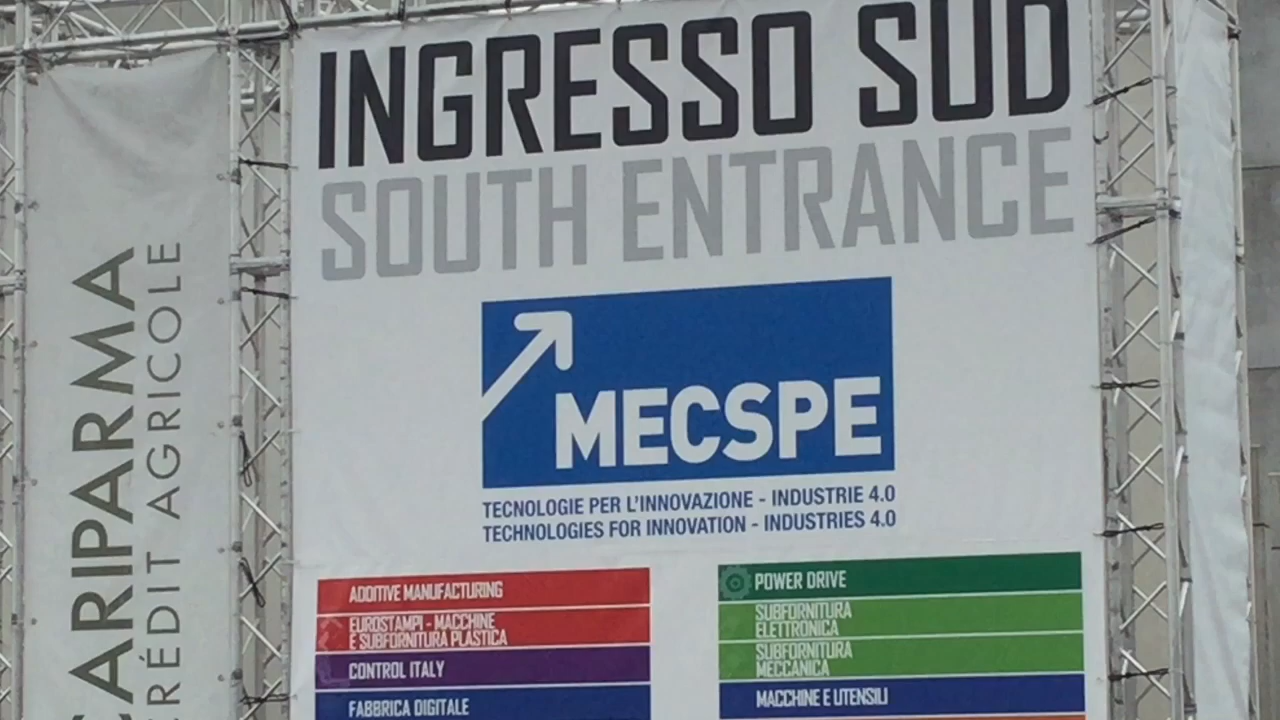 INGRESSO SUD
SOUTH ENTRANCE
MECSPE
TECNOLOGIE PER L'INNOVAZIONE - INDUSTRIE 4.0
TECHNOLOGIES FOR INNOVATION - INDUSTRIES 4.0
ADDITIVE MANUFACTURING
EUROSTAMPI - MACCHINE
E SUBFORNITURA PLASTICA
CONTROL ITALY
FABBRICA DIGITALE
POWER DRIVE
SUBFORNITURA
ELETTRONICA
SUBFORNITURA
MECCANICA
MACCHINE E UTENSILI
CARIPARMA
CRÉDIT AGRICOLE